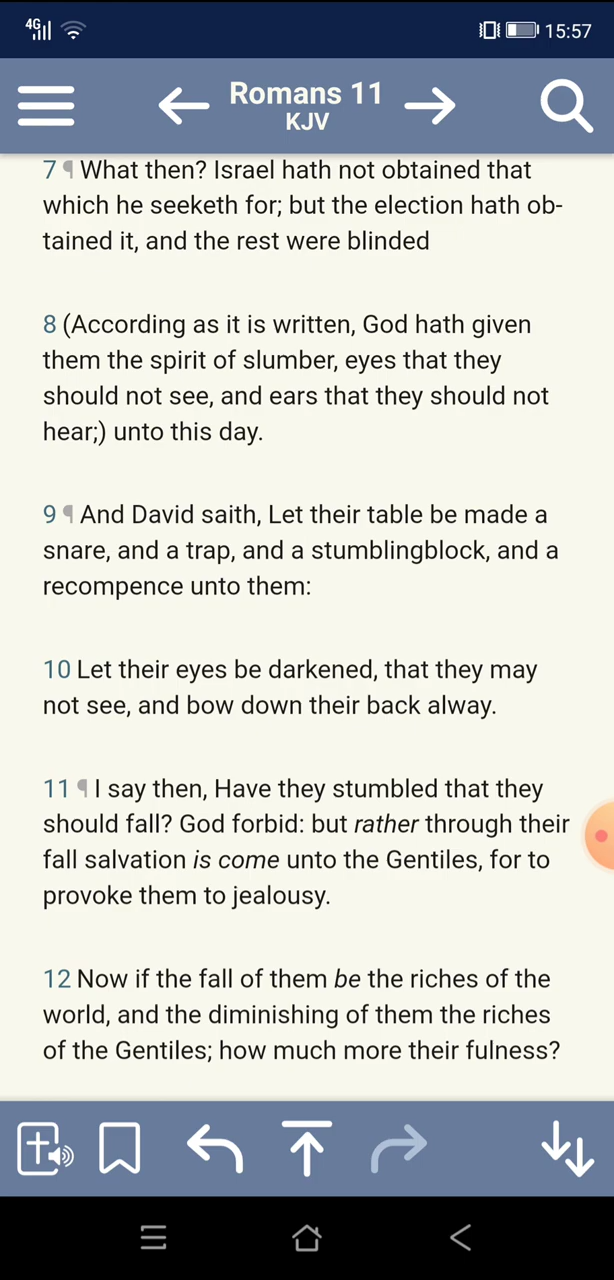 4G 15:57
Romans 11
KJV
7 ¶ What then? Israel hath not obtained that
which he seeketh for; but the election hath ob-
tained it, and the rest were blinded
8 (According as it is written, God hath given
them the spirit of slumber, eyes that they
should not see, and ears that they should not
hear;) unto this day.
9 ¶ And David saith, Let their table be made a
snare, and a trap, and a stumblingblock, and a
recompence unto them:
10 Let their eyes be darkened, that they may
not see, and bow down their back alway.
11 ¶ I say then, Have they stumbled that they
should fall? God forbid: but rather through their
fall salvation is come unto the Gentiles, for to
provoke them to jealousy.
12 Now if the fall of them be the riches of the
world, and the diminishing of them the riches
of the Gentiles; how much more their fulness?